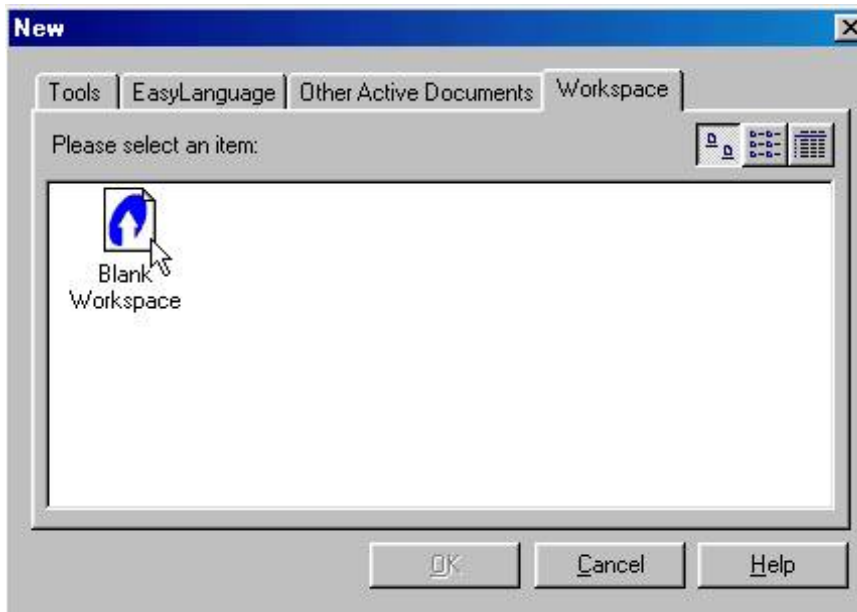 New
Tools EasyLanguage Other Active Documents Workspace
Please select an item:
Blank
Workspace
OK Cancel Help